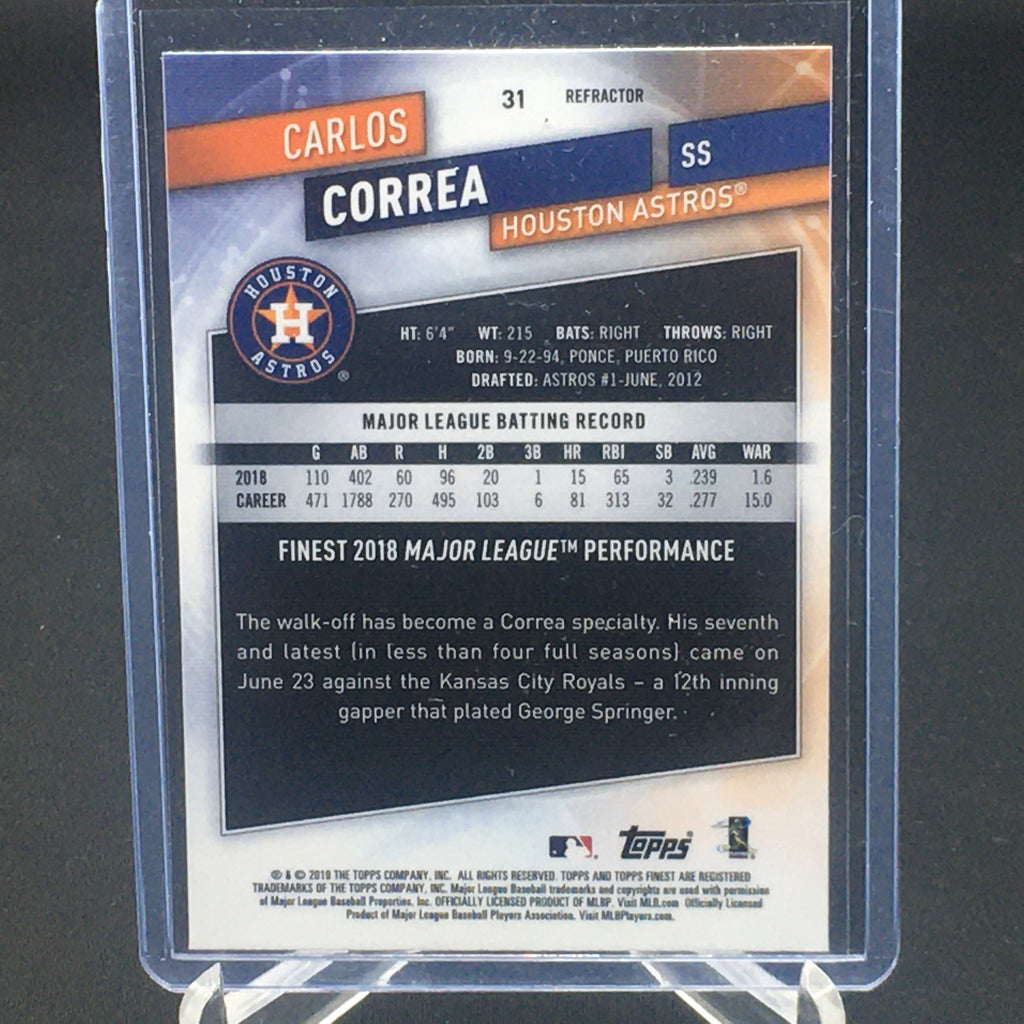 31 REFRACTOR
CARLOS
CORREA
SS
HOUSTON ASTROS®
HOUSTON
H
ASTROS
®
HT: 6'4" WT: 215 BATS: RIGHT THROWS: RIGHT
BORN: 9-22-94, PONCE, PUERTO RICO
DRAFTED: ASTROS #1-JUNE, 2012
MAJOR LEAGUE BATTING RECORD
G AB R H 2B 3B HR RBI SB AVG WAR
2018 110 402 60 96 20 1 15 65 3 .239 1.6
CAREER 471 1788 270 495 103 6 81 313 32 .277 15.0
FINEST 2018 MAJOR LEAGUE™ PERFORMANCE
The walk-off has become a Correa specialty. His seventh
and latest (in less than four full seasons) came on
June 23 against the Kansas City Royals – a 12th inning
gapper that plated George Springer.
topps
® & © 2019 THE TOPPS COMPANY, INC. ALL RIGHTS RESERVED. TOPPS AND TOPPS FINEST ARE REGISTERED
TRADEMARKS OF THE TOPPS COMPANY, INC. Major League Baseball trademarks and copyrights are used with permission
of Major League Baseball Properties, Inc. OFFICIALLY LICENSED PRODUCT OF MLBP. Visit MLB.com Officially Licensed
Product of Major League Baseball Players Association. Visit MLBPlayers.com.